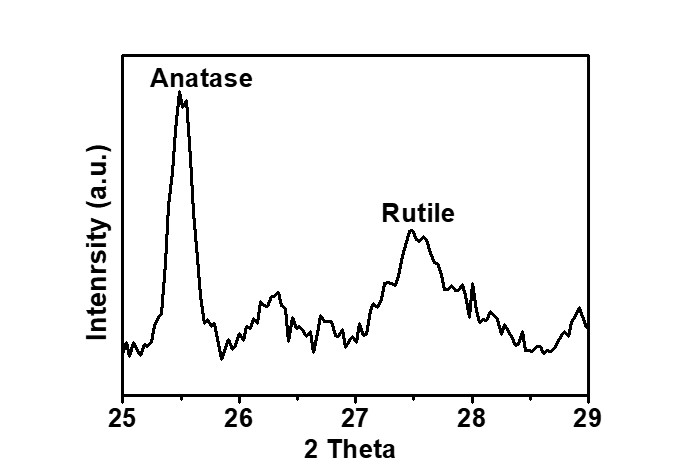 Anatase
Rutile
Intenrsity (a.u.)
25 26 27 28 29
2 Theta